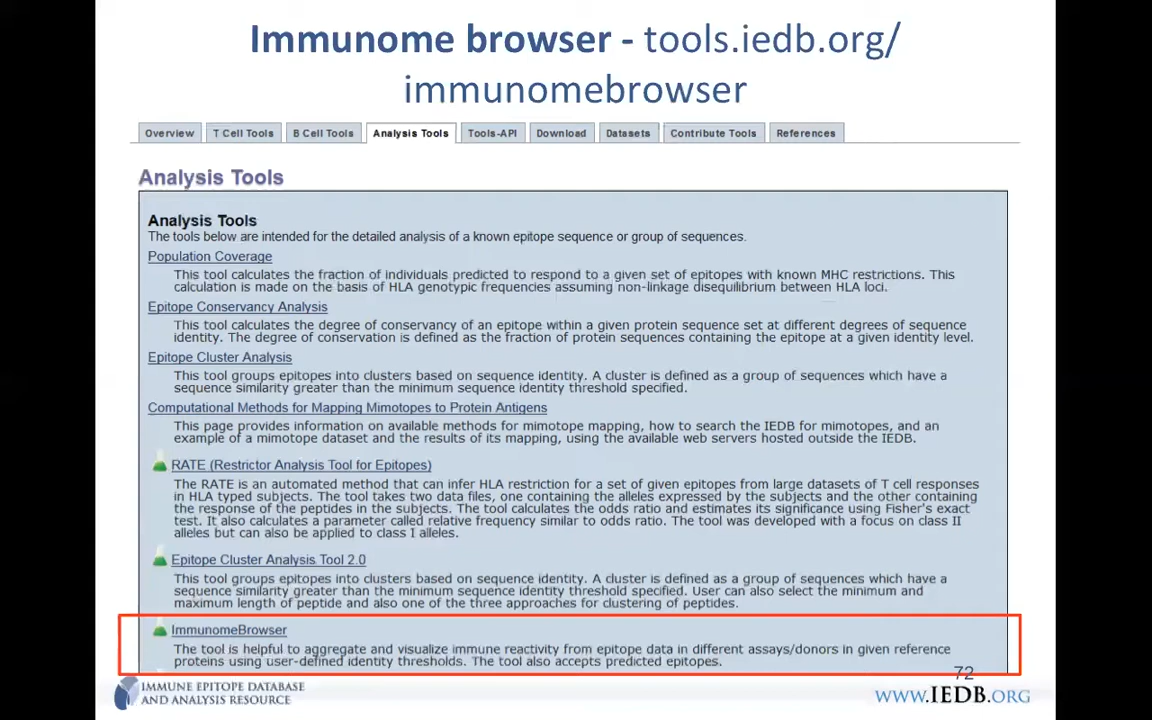 Immunome browser - tools.iedb.org/
immunomebrowser
Overview T Cell Tools B Cell Tools Analysis Tools Tools-API Download Datasets Contribute Tools References
Analysis Tools
Analysis Tools
The tools below are intended for the detailed analysis of a known epitope sequence or group of sequences.
Population Coverage
This tool calculates the fraction of individuals predicted to respond to a given set of epitopes with known MHC restrictions. This
calculation is made on the basis of HLA genotypic frequencies assuming non-linkage disequilibrium between HLA loci.
Epitope Conservancy Analysis
This tool calculates the degree of conservancy of an epitope within a given protein sequence set at different degrees of sequence
identity. The degree of conservation is defined as the fraction of protein sequences containing the epitope at a given identity level.
Epitope Cluster Analysis
This tool groups epitopes into clusters based on sequence identity. A cluster is defined as a group of sequences which have a
sequence similarity greater than the minimum sequence identity threshold specified.
Computational Methods for Mapping Mimotopes to Protein Antigens
This page provides information on available methods for mimotope mapping, how to search the IEDB for mimotopes, and an
example of a mimotope dataset and the results of its mapping, using the available web servers hosted outside the IEDB.
RATE (Restrictor Analysis Tool for Epitopes)
The RATE is an automated method that can infer HLA restriction for a set of given epitopes from large datasets of T cell responses
in HLA typed subjects. The tool takes two data files, one containing the alleles expressed by the subjects and the other containing
the response of the peptides in the subjects. The tool calculates the odds ratio and estimates its significance using Fisher's exact
test. It also calculates a parameter called relative frequency similar to odds ratio. The tool was developed with a focus on class II
alleles but can also be applied to class I alleles.
Epitope Cluster Analysis Tool 2.0
This tool groups epitopes into clusters based on sequence identity. A cluster is defined as a group of sequences which have a
sequence similarity greater than the minimum sequence identity threshold specified. User can also select the minimum and
maximum length of peptide and also one of the three approaches for clustering of peptides.
ImmunomeBrowser
The tool is helpful to aggregate and visualize immune reactivity from epitope data in different assays/donors in given reference
proteins using user-defined identity thresholds. The tool also accepts predicted epitopes.
72
IMMUNE EPITOPE DATABASE
AND ANALYSIS RESOURCE
WWW.IEDB.ORG